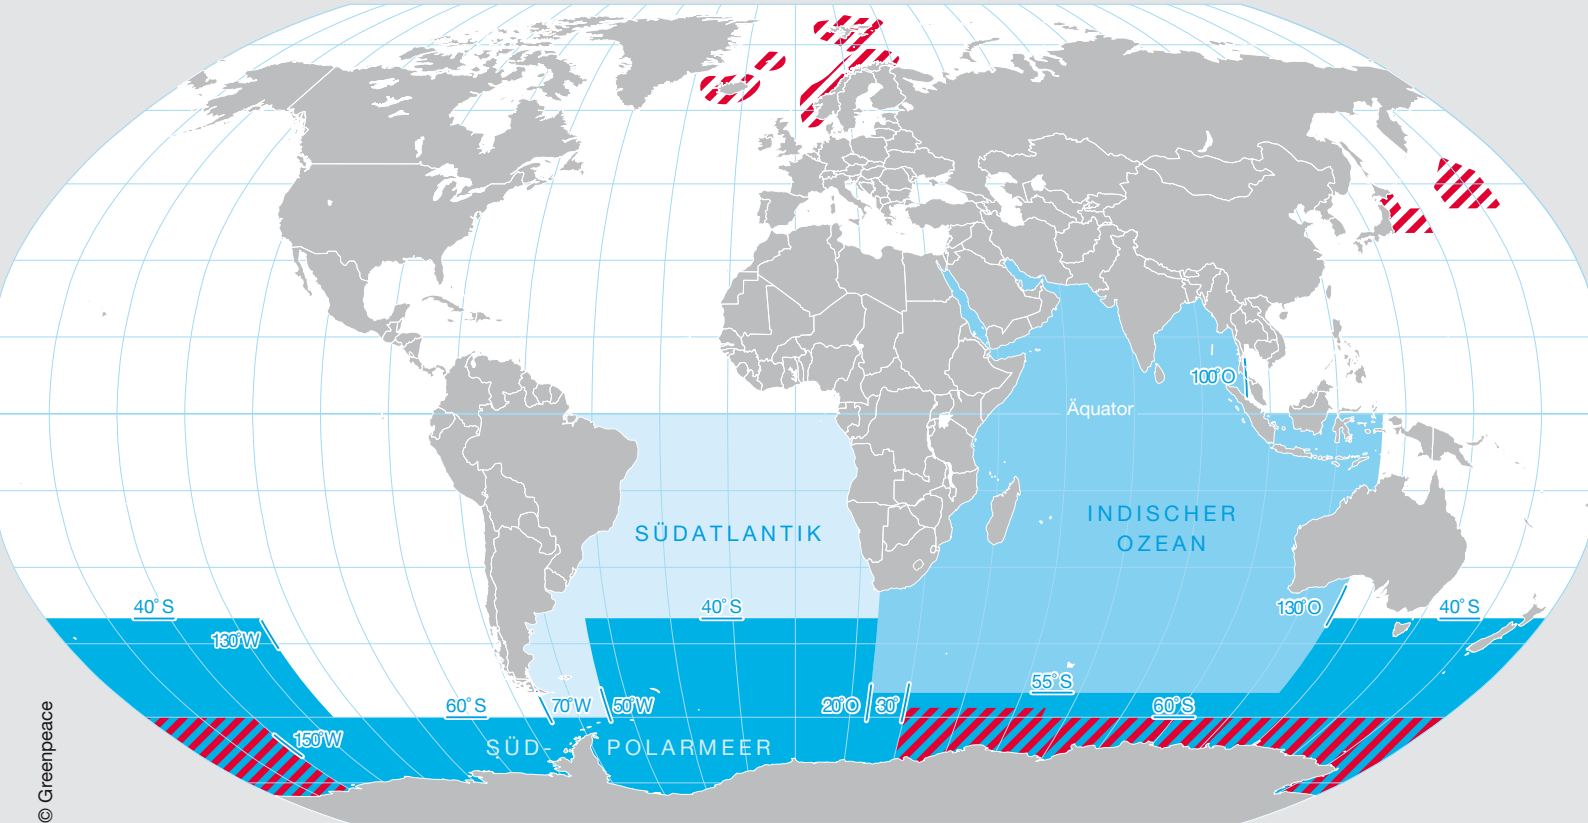 100°O
Äquator
INDISCHER
OZEAN
SÜDATLANTIK
40°S
40°S
130°O
40°S
130°W
55°S
60°S
70°W
50°W
20°O
30°
60°S
150°W
SÜD-
POLARMEER
© Greenpeace